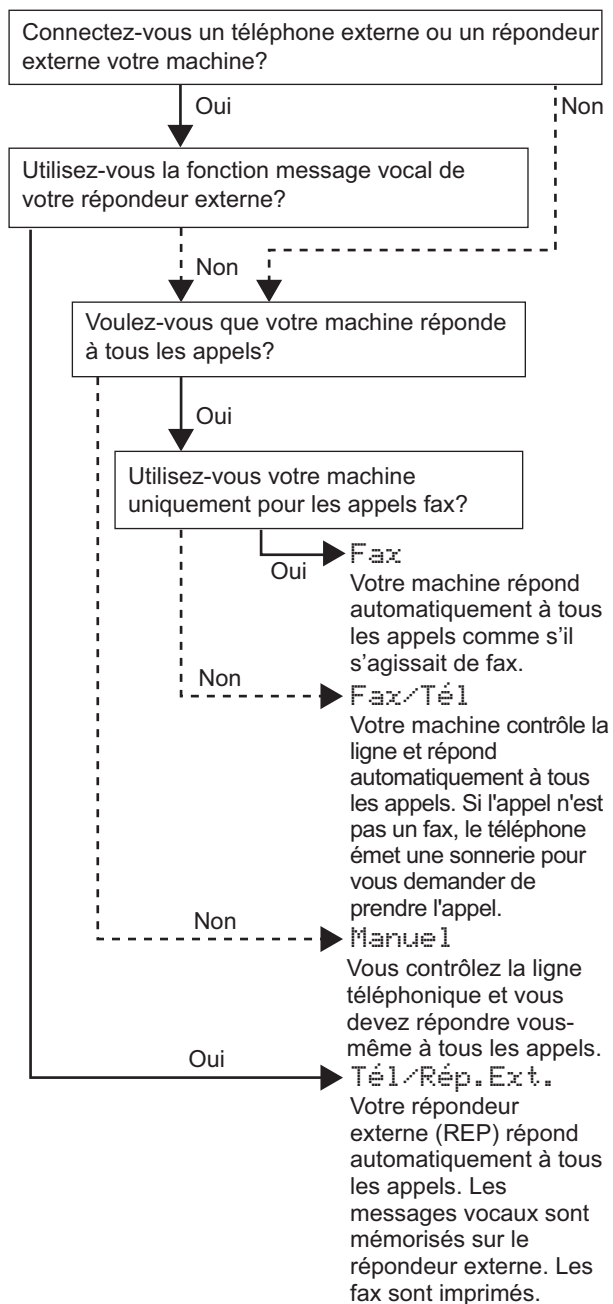 Connectez-vous un téléphone externe ou un répondeur
externe votre machine?
Oui
Non
Utilisez-vous la fonction message vocal de
votre répondeur externe?
Non
Voulez-vous que votre machine réponde
à tous les appels?
Oui
Utilisez-vous votre machine
uniquement pour les appels fax?
Oui
Fax
Votre machine répond
automatiquement à tous
les appels comme s'il
s'agissait de fax.
Non
Fax/Tél
Votre machine contrôle la
ligne et répond
automatiquement à tous
les appels. Si l'appel n'est
pas un fax, le téléphone
émet une sonnerie pour
vous demander de
prendre l'appel.
Non
Manuel
Vous contrôlez la ligne
téléphonique et vous
devez répondre vous-
même à tous les appels.
Oui
Tél/Rép.Ext.
Votre répondeur
externe (REP) répond
automatiquement à tous
les appels. Les
messages vocaux sont
mémorisés sur le
répondeur externe. Les
fax sont imprimés.